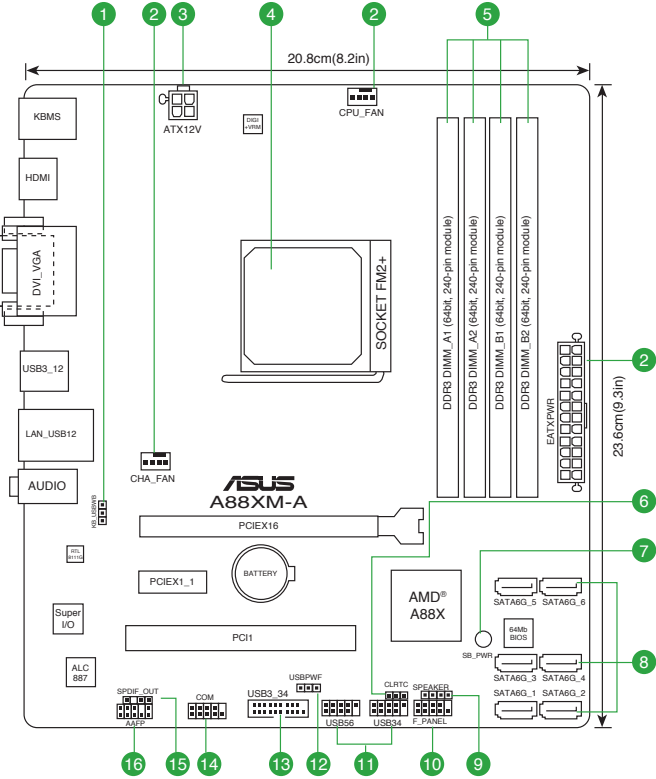 1 2 3 4 2 5
20.8cm(8.2in)
KBMS
ATX12V
DIGI
+VRM
CPU_FAN
HDMI
DVI_VGA
SOCKET FM2+
DDR3 DIMM_A1 (64bit, 240-pin module)
DDR3 DIMM_A2 (64bit, 240-pin module)
DDR3 DIMM_B1 (64bit, 240-pin module)
DDR3 DIMM_B2 (64bit, 240-pin module)
EATXPWR
2
23.6cm(9.3in)
USB3_12
LAN_USB12
AUDIO
CHA_FAN
KB_USBWB
ASUS
A88XM-A
6
PCIEX16
RTL
8111G
PCIEX1_1
BATTERY
AMD®
A88X
7
SATA6G_5 SATA6G_6
Super
I/O
PCI1
64Mb
BIOS
SB_PWR
8
ALC
887
SATA6G_3 SATA6G_4
SPDIF_OUT
COM
USB3_34
USBPWF
CLRTC
SPEAKER
SATA6G_1 SATA6G_2
AAFP
USB56
USB34
F_PANEL
16 15 14 13 12 11 10 9